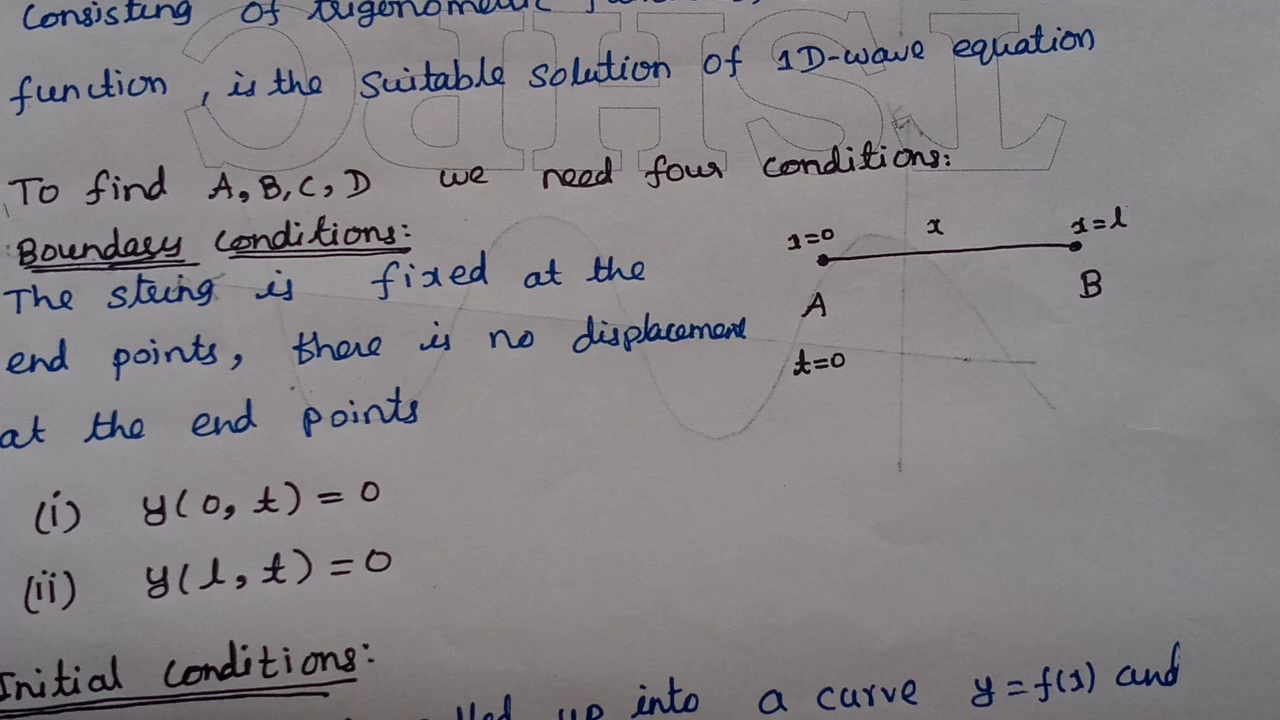 consisting of trigonometric
function, is the suitable solution of 1D-wave equation
To find A, B, C, D we need four conditions:
Boundary conditions:
The string is fixed at the
end points, there is no displacement
at the end points
x=0 x x=l
A B
t=0
(i) y(0, t) = 0
(ii) y(l, t) = 0
Initial conditions:
up into a curve y = f(x) and